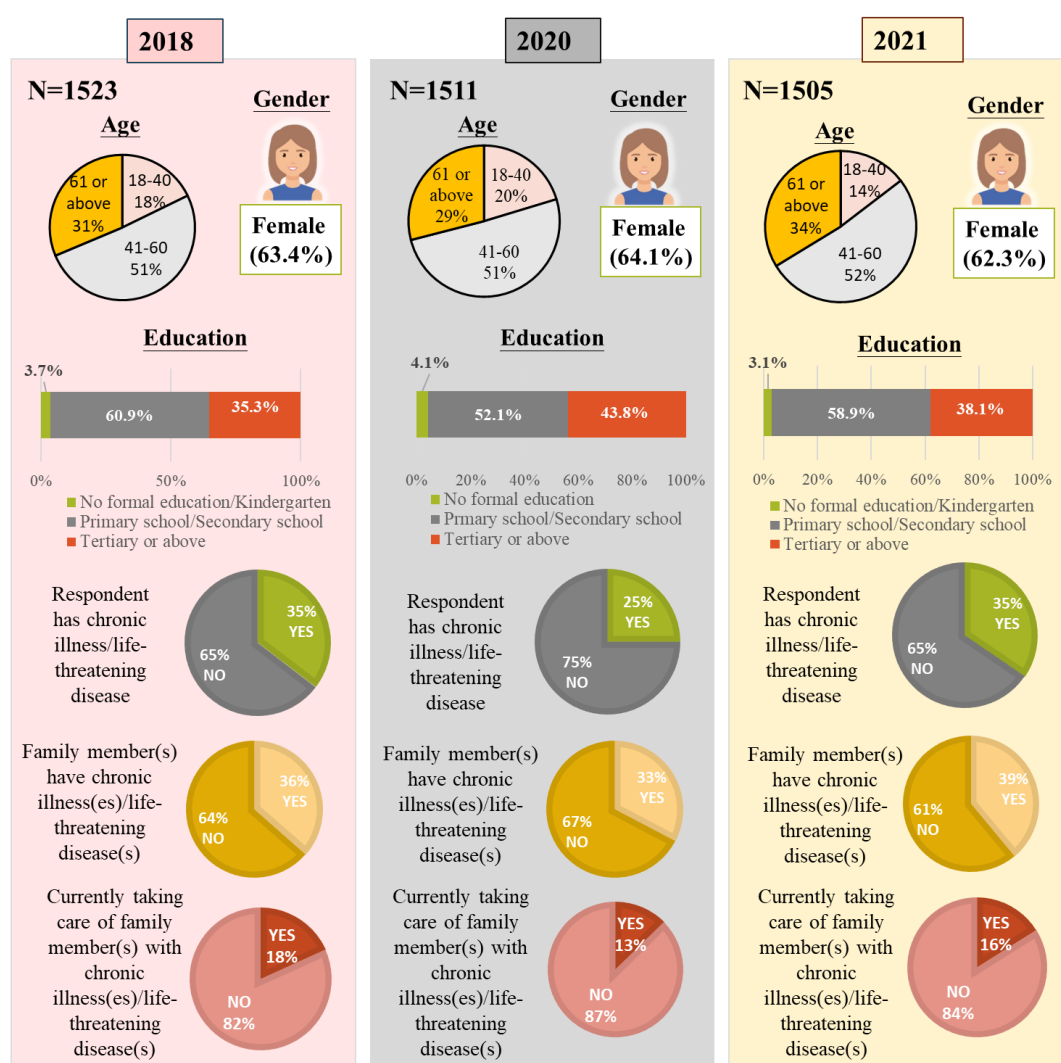 2018
N=1523
Gender
Age
61 or
above
31%
18-40
18%
41-60
51%
Female
(63.4%)
Education
3.7%
60.9%
35.3%
0%
50%
100%
No formal education/Kindergarten
Primary school/Secondary school
Tertiary or above
Respondent
has chronic
illness/life-
threatening
disease
35%
YES
65%
NO
Family member(s)
have chronic
illness(es)/life-
threatening
disease(s)
36%
YES
64%
NO
Currently taking
care of family
member(s) with
chronic
illness(es)/life-
threatening
disease(s)
YES
18%
NO
82%
2020
N=1511
Gender
Age
61 or
above
29%
18-40
20%
41-60
51%
Female
(64.1%)
Education
4.1%
52.1%
43.8%
0%
20%
40%
60%
80%
100%
No formal education
Prmary school/Secondary school
Tertiary or above
Respondent
has chronic
illness/life-
threatening
disease
25%
YES
75%
NO
Family member(s)
have chronic
illness(es)/life-
threatening
disease(s)
33%
YES
67%
NO
Currently taking
care of family
member(s) with
chronic
illness(es)/life-
threatening
disease(s)
YES
13%
NO
87%
2021
N=1505
Gender
Age
61 or
above
34%
18-40
14%
41-60
52%
Female
(62.3%)
Education
3.1%
58.9%
38.1%
0%
20%
40%
60%
80%
100%
No formal education/Kindergarten
Primary school/Secondary school
Tertiary or above
Respondent
has chronic
illness/life-
threatening
disease
35%
YES
65%
NO
Family member(s)
have chronic
illness(es)/life-
threatening
disease(s)
39%
YES
61%
NO
Currently taking
care of family
member(s) with
chronic
illness(es)/life-
threatening
disease(s)
YES
16%
NO
84%